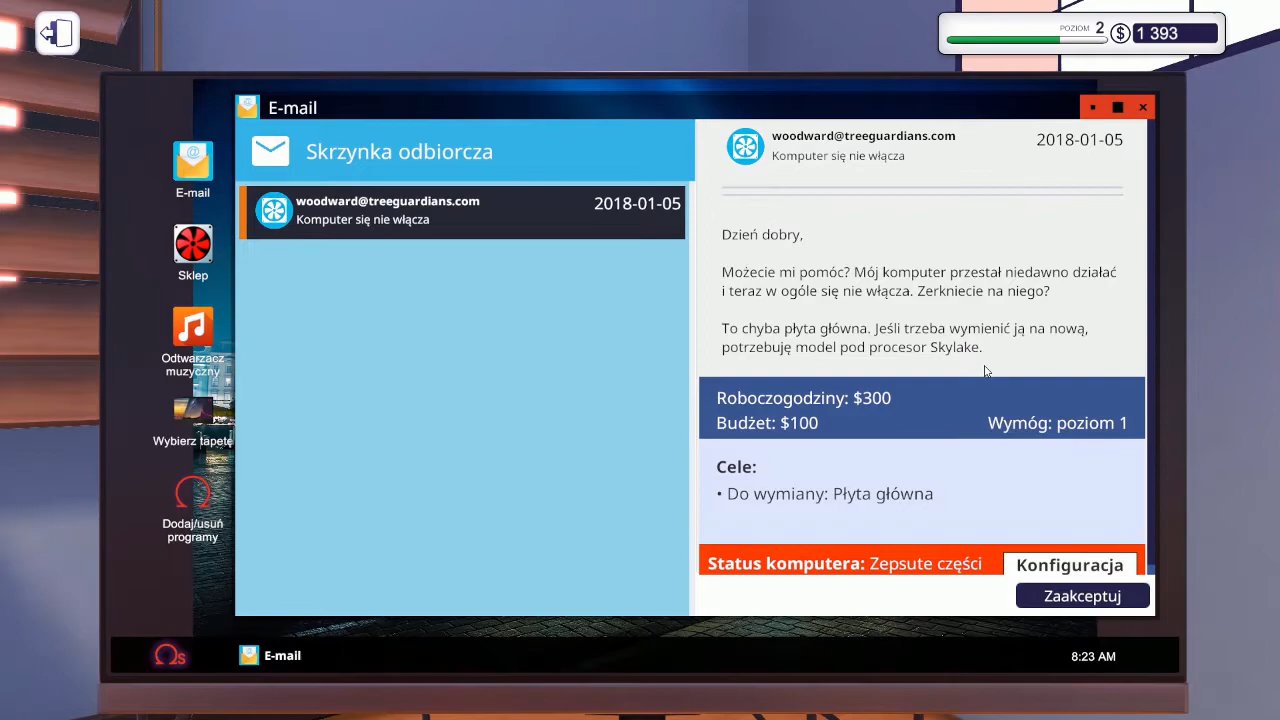 POZIOM 2 $ 1 393
E-mail
Skrzynka odbiorcza
woodward@treeguardians.com
Komputer się nie włącza
2018-01-05
woodward@treeguardians.com
Komputer się nie włącza
2018-01-05
Dzień dobry,
Możecie mi pomóc? Mój komputer przestał niedawno działać
i teraz w ogóle się nie włącza. Zerkniecie na niego?
To chyba płyta główna. Jeśli trzeba wymienić ją na nową,
potrzebuję model pod procesor Skylake.
Roboczogodziny: $300
Budżet: $100
Wymóg: poziom 1
Cele:
• Do wymiany: Płyta główna
Status komputera: Zepsute części
Konfiguracja
Zaakceptuj
E-mail
Sklep
Odtwarzacz
muzyczny
Wybierz tapetę
Dodaj/usuń
programy
Ωs
E-mail
8:23 AM